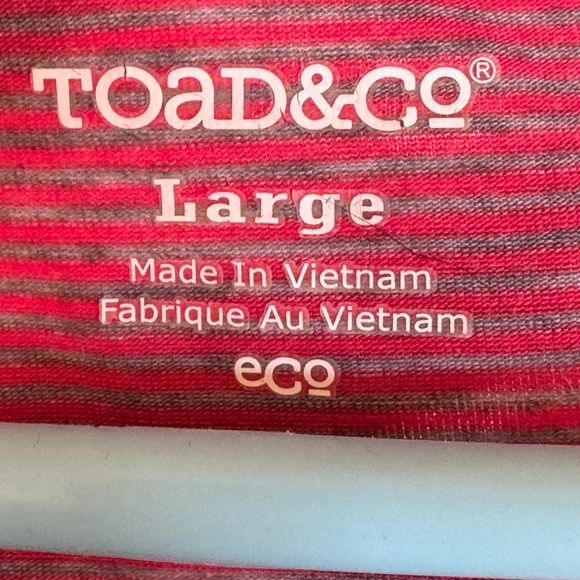 TOAD&CO®
Large
Made In Vietnam
Fabrique Au Vietnam
eco